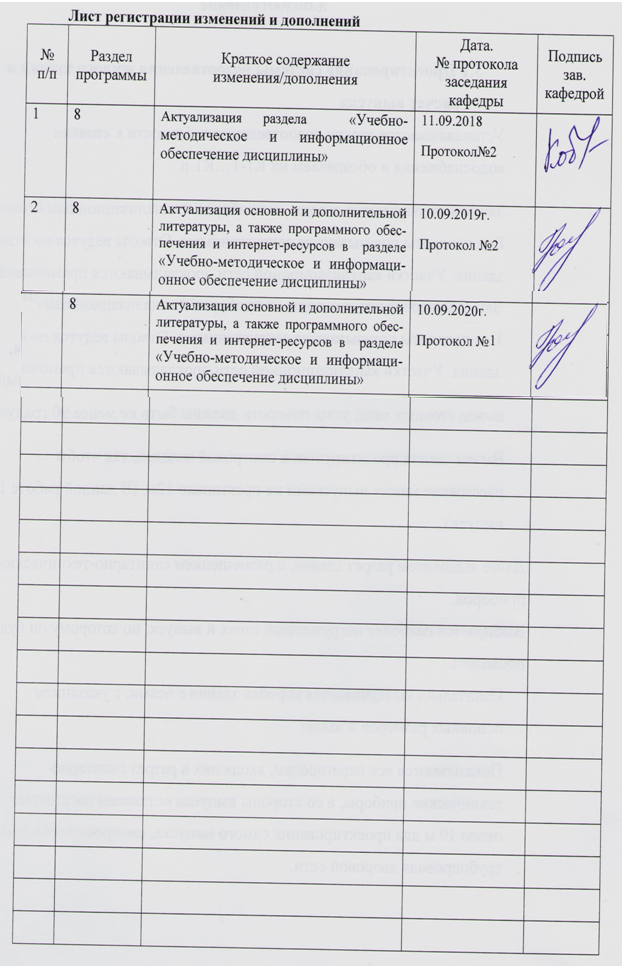 Лист регистрации изменений и дополнений
№
п/п
Раздел
программы
Краткое содержание
изменения/дополнения
Дата.
№ протокола
заседания
кафедры
Подпись
зав.
кафедрой
1
8
Актуализация раздела «Учебно-
методическое и информационное
обеспечение дисциплины»
11.09.2018
Протокол№2
2
8
Актуализация основной и дополнительной
литературы, а также программного обес-
печения и интернет-ресурсов в разделе
«Учебно-методическое и информаци-
онное обеспечение дисциплины»
10.09.2019г.
Протокол №2
8
Актуализация основной и дополнительной
литературы, а также программного обес-
печения и интернет-ресурсов в разделе
«Учебно-методическое и информаци-
онное обеспечение дисциплины»
10.09.2020г.
Протокол №1